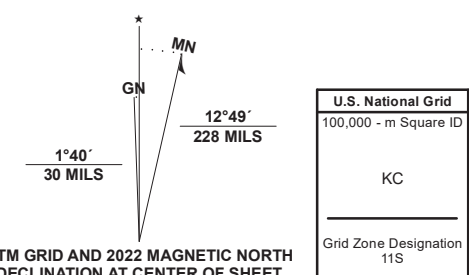 ★
MN
GN
12°49´
228 MILS
1°40´
30 MILS
TM GRID AND 2022 MAGNETIC NORTH
DECLINATION AT CENTER OF SHEET
U.S. National Grid
100,000 - m Square ID
KC
Grid Zone Designation
11S